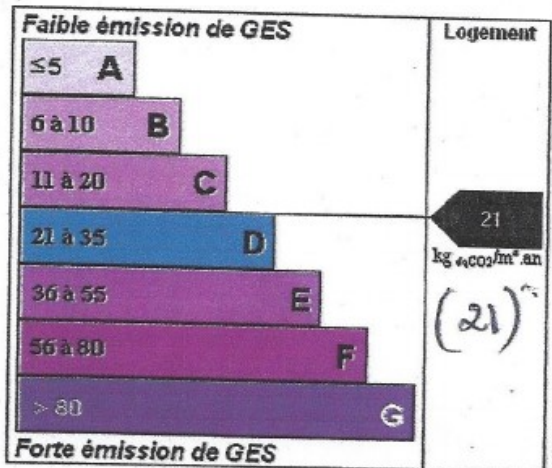 Faible émission de GES
Logement
≤5 A
6 à 10 B
11 à 20 C
21 à 35 D
21
kg éqCO2/m².an
(21)
36 à 55 E
56 à 80 F
> 80 G
Forte émission de GES